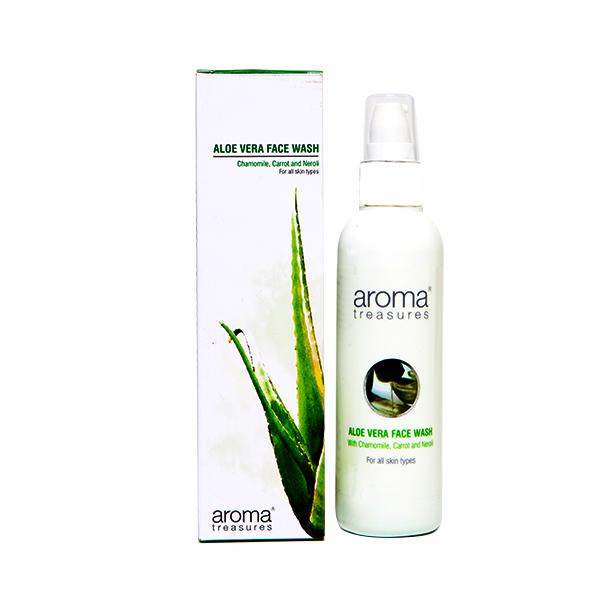 ALOE VERA FACE WASH
Chamomile, Carrot and Neroli
For all skin types
aroma®
treasures
aroma®
treasures
ALOE VERA FACE WASH
With Chamomile, Carrot and Neroli
For all skin types